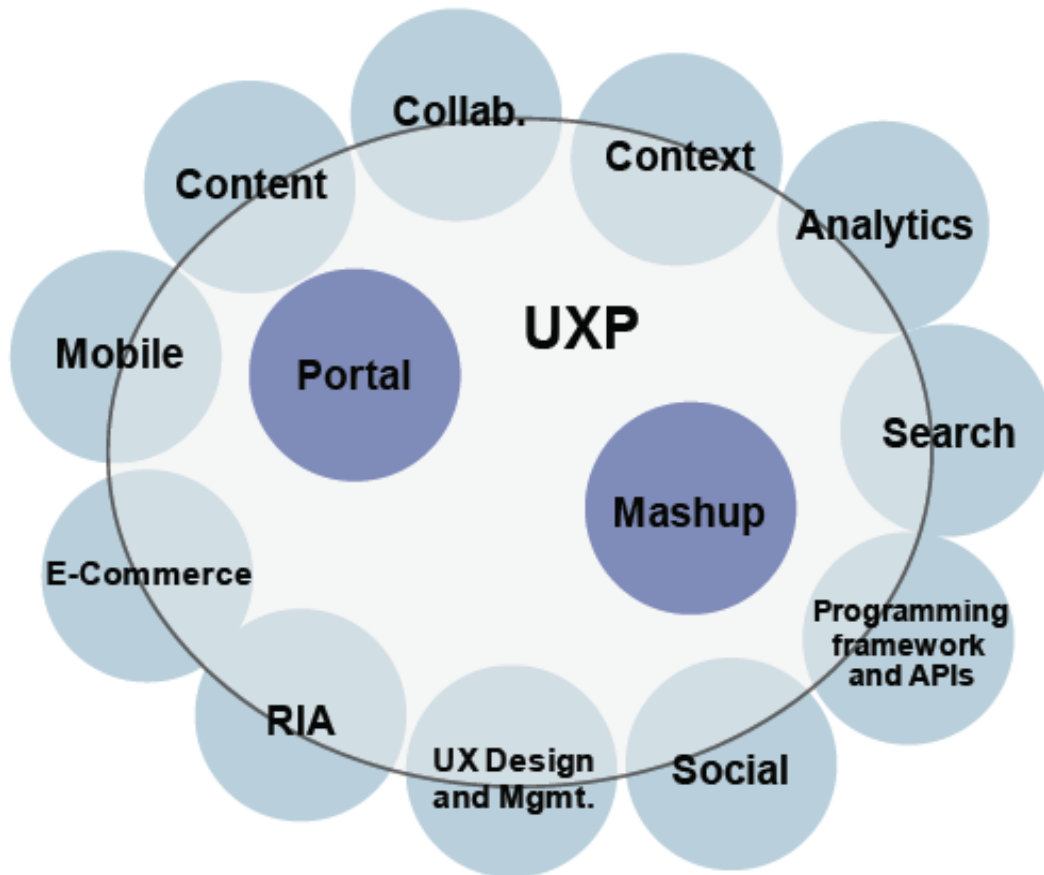 Collab.
Context
Content
Analytics
UXP
Mobile
Portal
Search
Mashup
E-Commerce
Programming
framework
and APIs
RIA
UX Design
and Mgmt.
Social